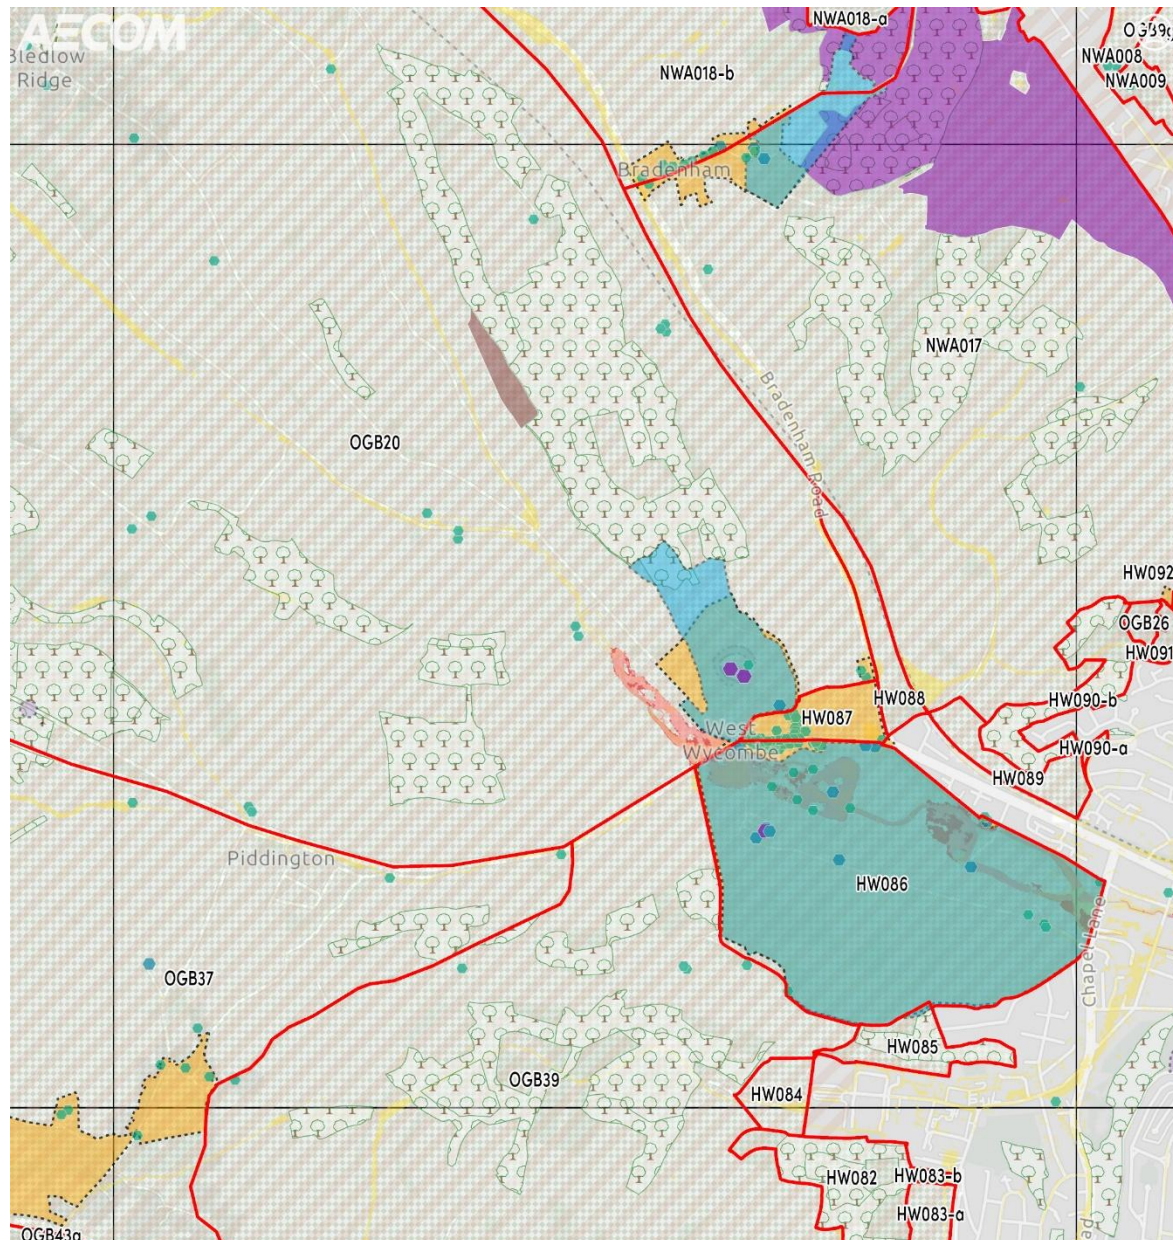 AECOM
Bledlow
Ridge
NWA018-a
NWA008
NWA009
NWA018-b
Bradenham
NWA017
Bradenham Road
OGB20
HW092
OGB26
HW091
HW090-b
HW088
HW087
West
Wycombe
HW090-a
HW089
Piddington
HW086
Chapel Lane
OGB37
HW085
OGB39
HW084
HW082
HW083-b
HW083-a
OGB43a